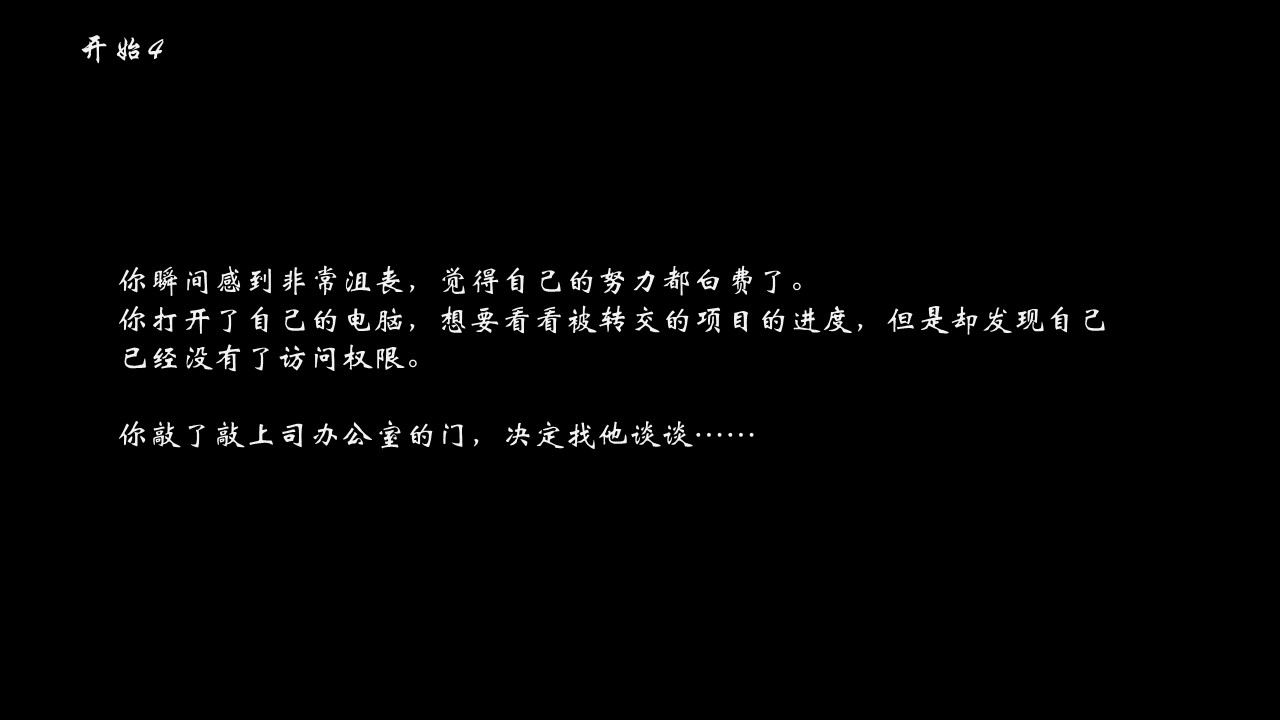 开始4
你瞬间感到非常沮丧，觉得自己的努力都白费了。
你打开了自己的电脑，想要看看被转交的项目的进度，但是却发现自己
已经没有了访问权限。
你敲了敲上司办公室的门，决定找他谈谈……